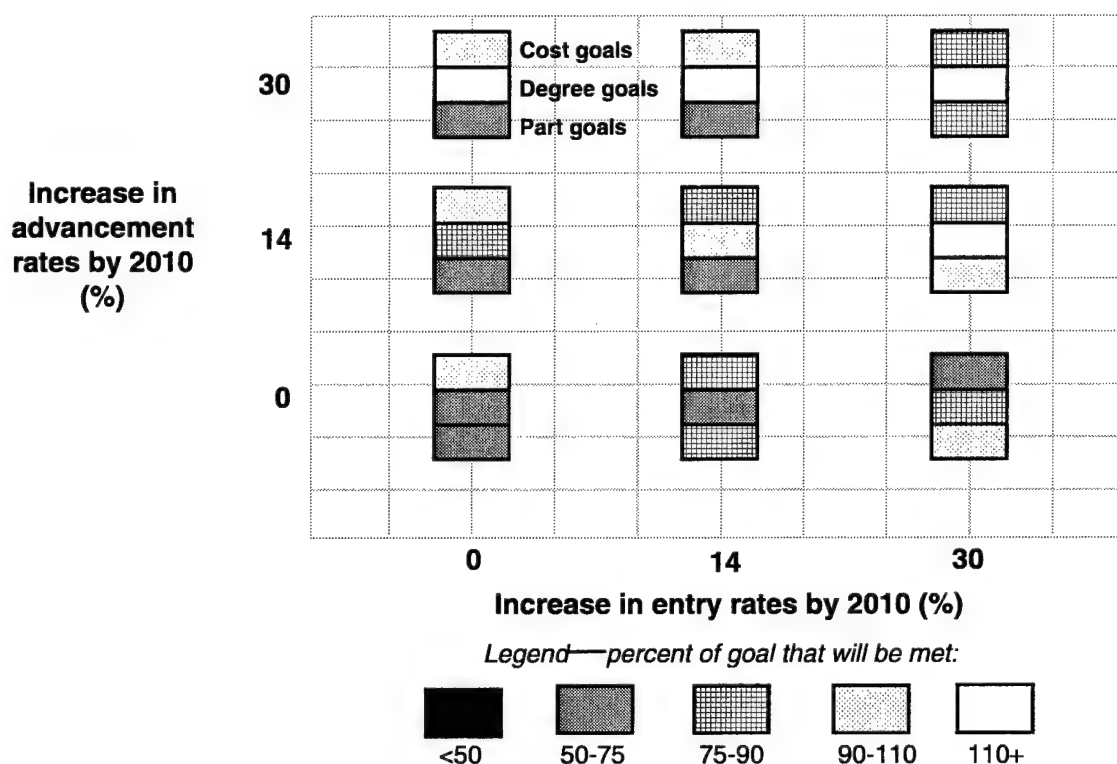 Cost goals
30
Degree goals
Part goals
Increase in
advancement
rates by 2010
(%)
14
0
0 14 30
Increase in entry rates by 2010 (%)
Legend—percent of goal that will be met:
<50 50-75 75-90 90-110 110+